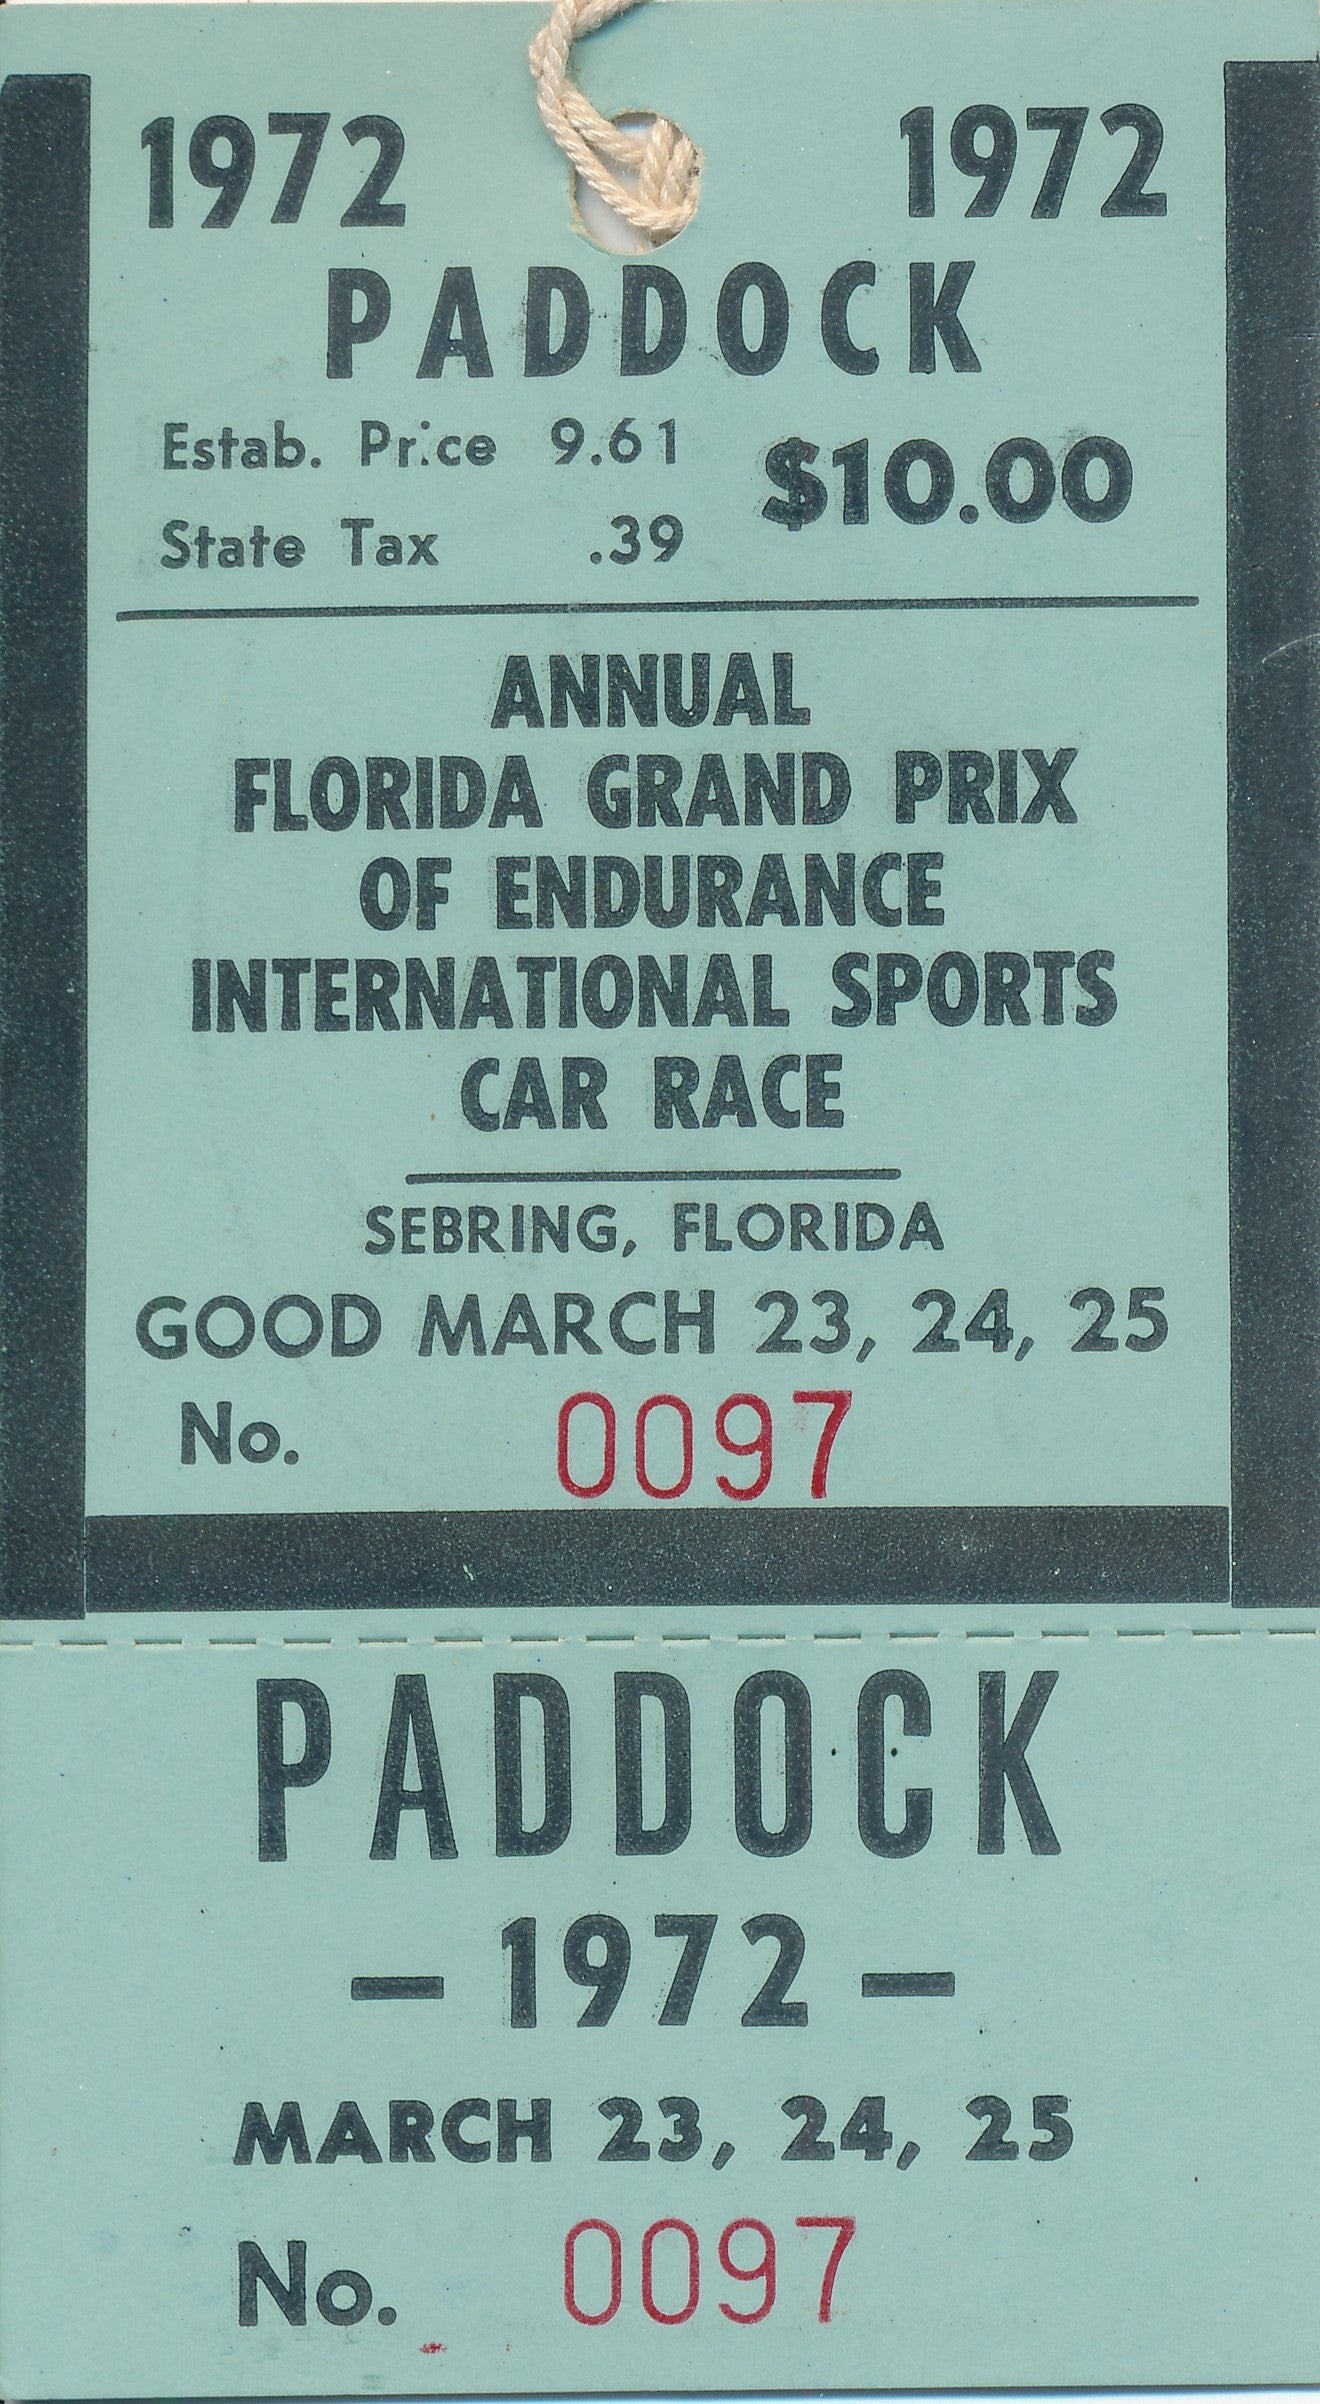 1972 1972
PADDOCK
Estab. Price 9.61 $10.00
State Tax .39
ANNUAL
FLORIDA GRAND PRIX
OF ENDURANCE
INTERNATIONAL SPORTS
CAR RACE
SEBRING, FLORIDA
GOOD MARCH 23, 24, 25
No. 0097
PADDOCK
— 1972 —
MARCH 23, 24, 25
No. 0097